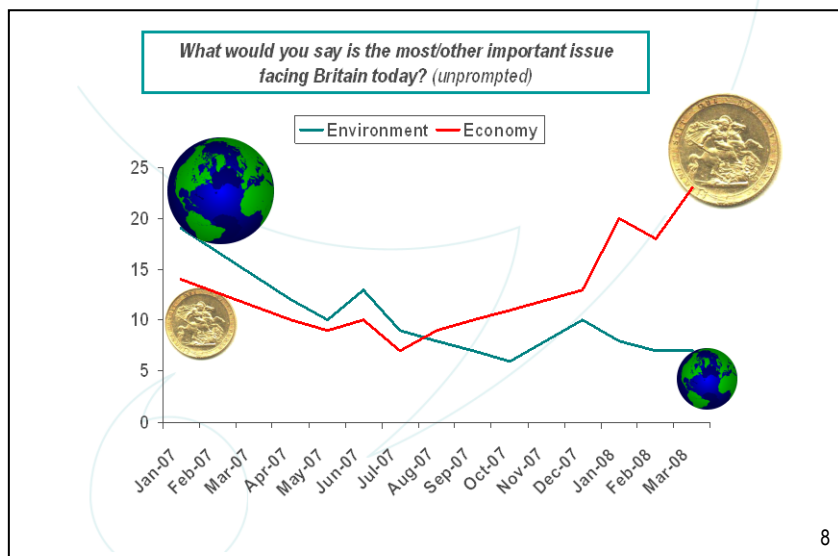 What would you say is the most/other important issue
facing Britain today? (unprompted)
Environment Economy
25
20
15
10
5
0
Jan-07 Feb-07 Mar-07 Apr-07 May-07 Jun-07 Jul-07 Aug-07 Sep-07 Oct-07 Nov-07 Dec-07 Jan-08 Feb-08 Mar-08
8